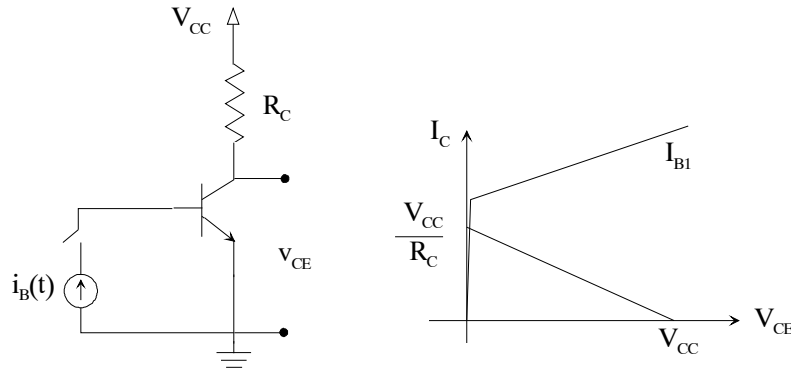 V_CC
R_C
i_B(t)
v_CE
I_C
I_B1
V_CC
R_C
V_CC
V_CE